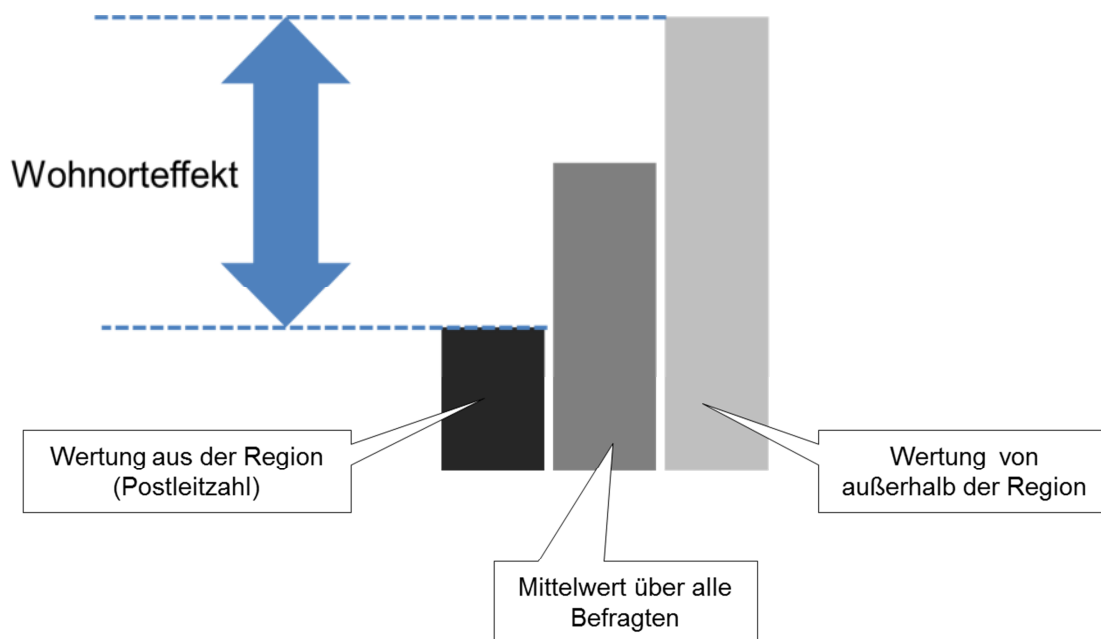 Wohnorteffekt
Wertung aus der Region
(Postleitzahl)
Wertung von
außerhalb der Region
Mittelwert über alle
Befragten